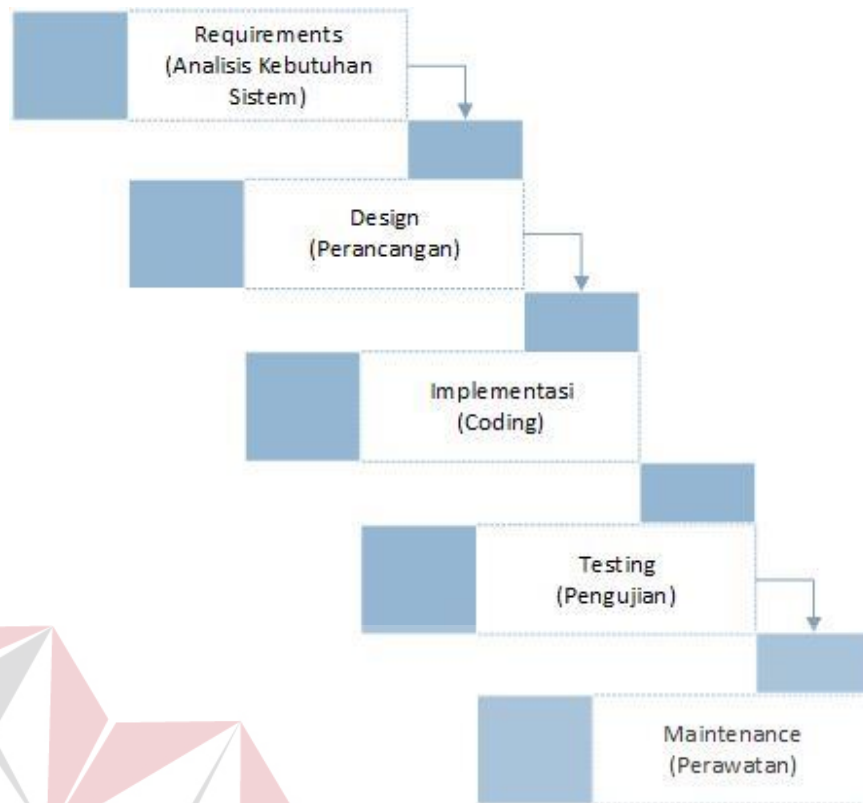 Requirements
(Analisis Kebutuhan
Sistem)
Design
(Perancangan)
Implementasi
(Coding)
Testing
(Pengujian)
Maintenance
(Perawatan)